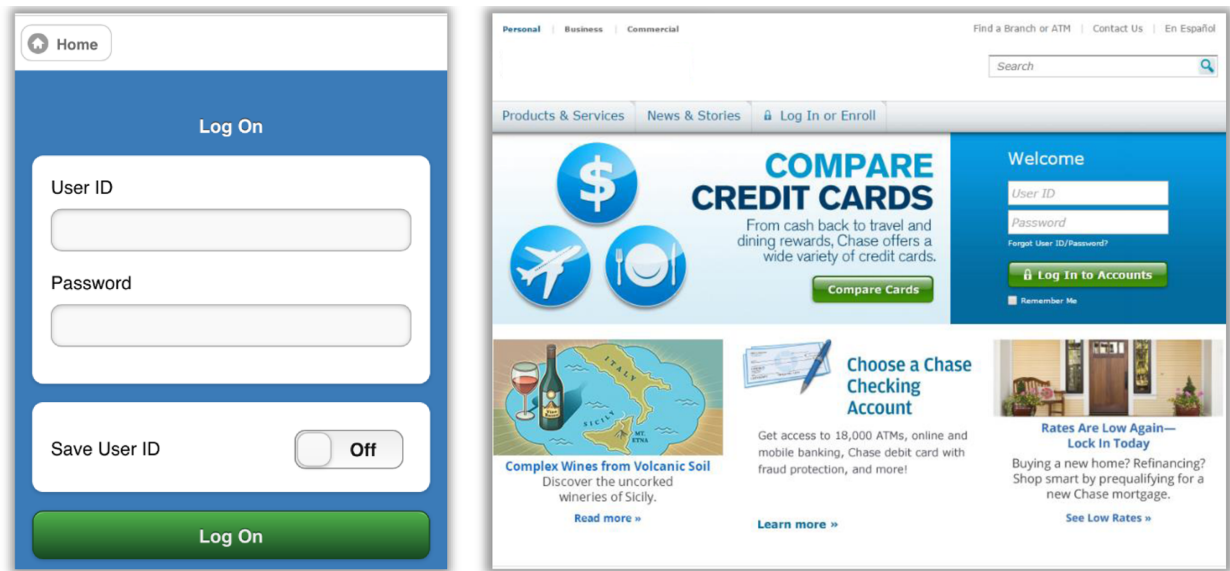 Home
Log On
User ID
Password
Save User ID
Off
Log On
Personal | Business | Commercial
Find a Branch or ATM | Contact Us | En Español
Search
Products & Services
News & Stories
Log In or Enroll
COMPARE
CREDIT CARDS
From cash back to travel and
dining rewards, Chase offers a
wide variety of credit cards.
Compare Cards
Welcome
User ID
Password
Forgot User ID/Password?
Log In to Accounts
Remember Me
ITALY
SICILY
MT.
ETNA
Complex Wines from Volcanic Soil
Discover the uncorked
wineries of Sicily.
Read more »
Choose a Chase
Checking
Account
Get access to 18,000 ATMs, online and
mobile banking, Chase debit card with
fraud protection, and more!
Learn more »
Rates Are Low Again—
Lock In Today
Buying a new home? Refinancing?
Shop smart by prequalifying for a
new Chase mortgage.
See Low Rates »